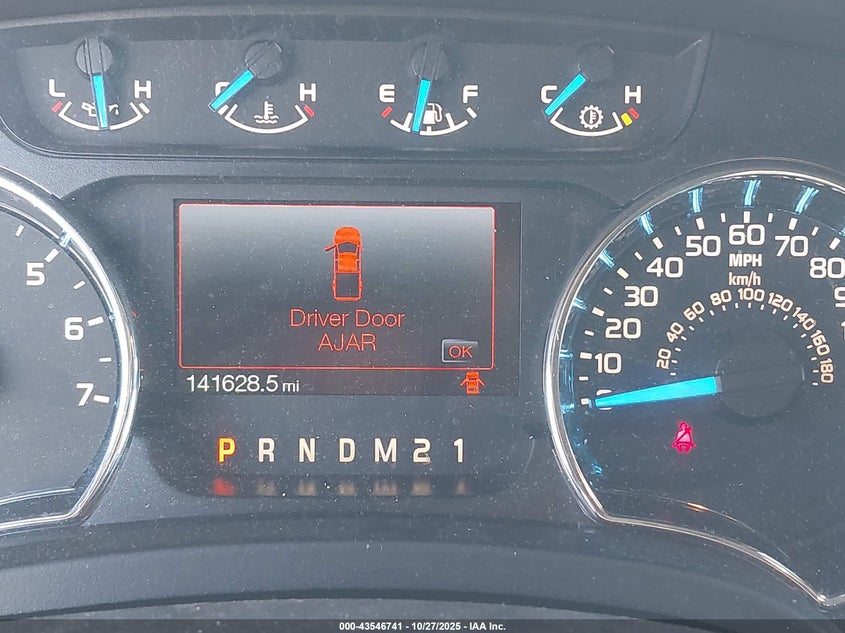 L H C H E F C H
5
6
7
Driver Door
AJAR
OK
141628.5 mi
P R N D M 2 1
0 10 20 30 40 50 60 70 80
MPH
km/h
20 40 60 80 100 120 140 160 180
000-43546741 - 10/27/2025 - IAA Inc.